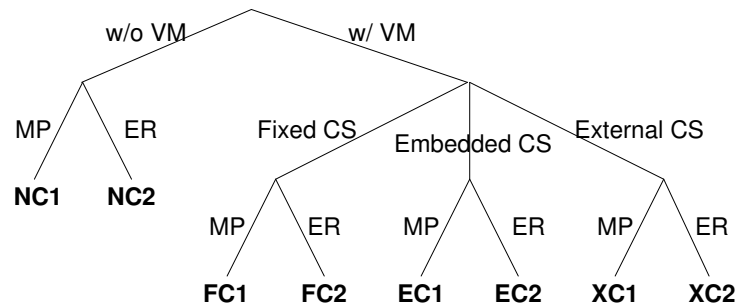 w/o VM w/ VM
MP ER Fixed CS Embedded CS External CS
NC1 NC2
MP ER MP ER MP ER
FC1 FC2 EC1 EC2 XC1 XC2